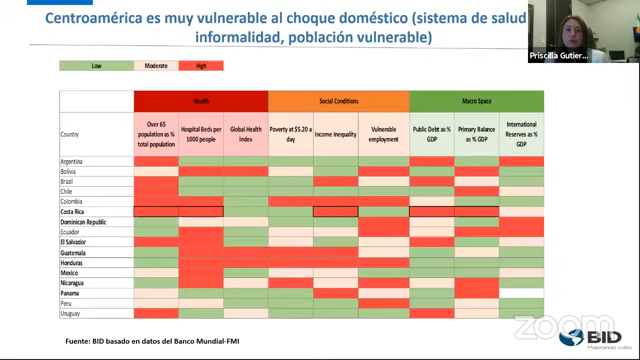 Centroamérica es muy vulnerable al choque doméstico (sistema de salud
informalidad, población vulnerable)
Priscilla Gutier...
Low Moderate High
Health Social Conditions Macro Space
Country
Over 65 population as % total population
Hospital Beds per 1000 people
Global Health Index
Poverty at $5.20 a day
Income Inequality
Vulnerable employment
Public Debt as % GDP
Primary Balance as % GDP
International Reserves as % GDP
Argentina
Bolivia
Brazil
Chile
Colombia
Costa Rica
Dominican Republic
Ecuador
El Salvador
Guatemala
Honduras
Mexico
Nicaragua
Panama
Peru
Uruguay
Fuente: BID basado en datos del Banco Mundial-FMI
zoom
BID